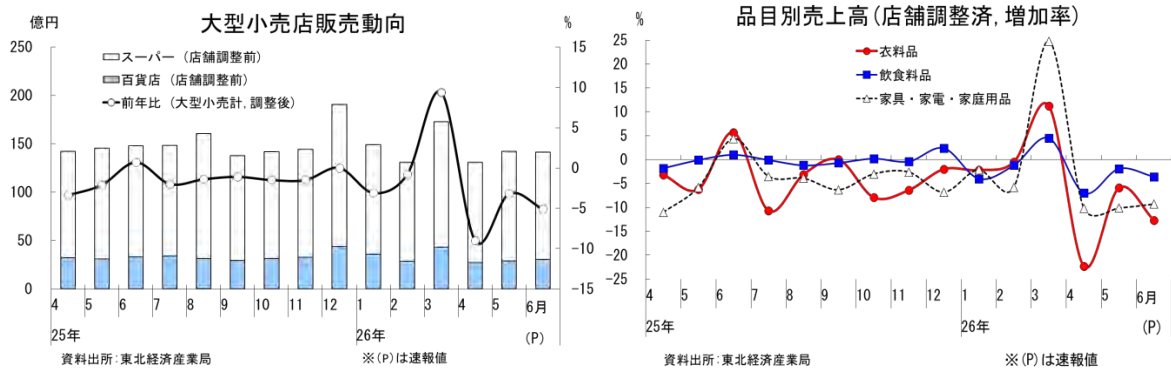 大型小売店販売動向
億円
%
スーパー (店舗調整前)
百貨店 (店舗調整前)
前年比 (大型小売計, 調整後)
250
200
150
100
50
0
15
10
5
0
-5
-10
-15
4 5 6 7 8 9 10 11 12 1 2 3 4 5 6月
25年 26年 (P)
資料出所:東北経済産業局 ※(P)は速報値
品目別売上高(店舗調整済, 増加率)
%
衣料品
飲食料品
家具・家電・家庭用品
25
20
15
10
5
0
-5
-10
-15
-20
-25
4 5 6 7 8 9 10 11 12 1 2 3 4 5 6月
25年 26年 (P)
資料出所:東北経済産業局 ※(P)は速報値